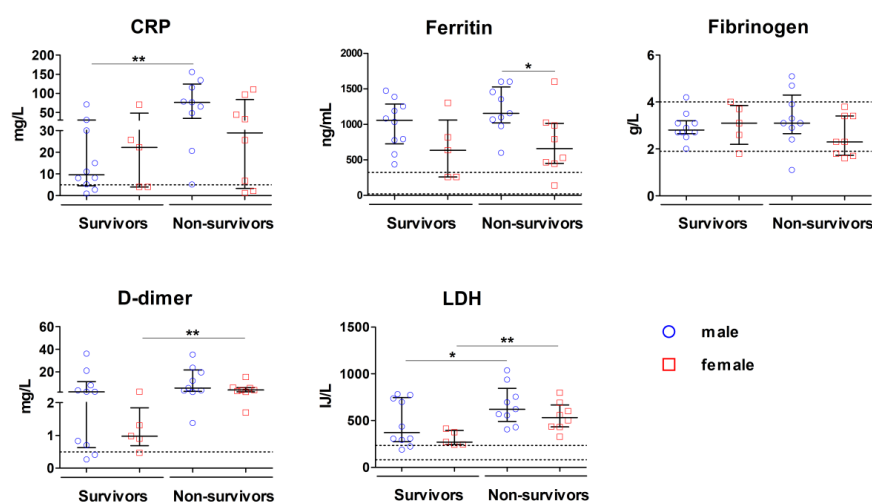 CRP
mg/L
200
150
100
50
30
20
10
0
**
Survivors
Non-survivors
Ferritin
ng/mL
2000
1500
1000
500
0
*
Survivors
Non-survivors
Fibrinogen
g/L
6
4
2
0
Survivors
Non-survivors
D-dimer
mg/L
60
40
20
2
1
0
**
Survivors
Non-survivors
LDH
IJ/L
1500
1000
500
0
*
**
Survivors
Non-survivors
male
female